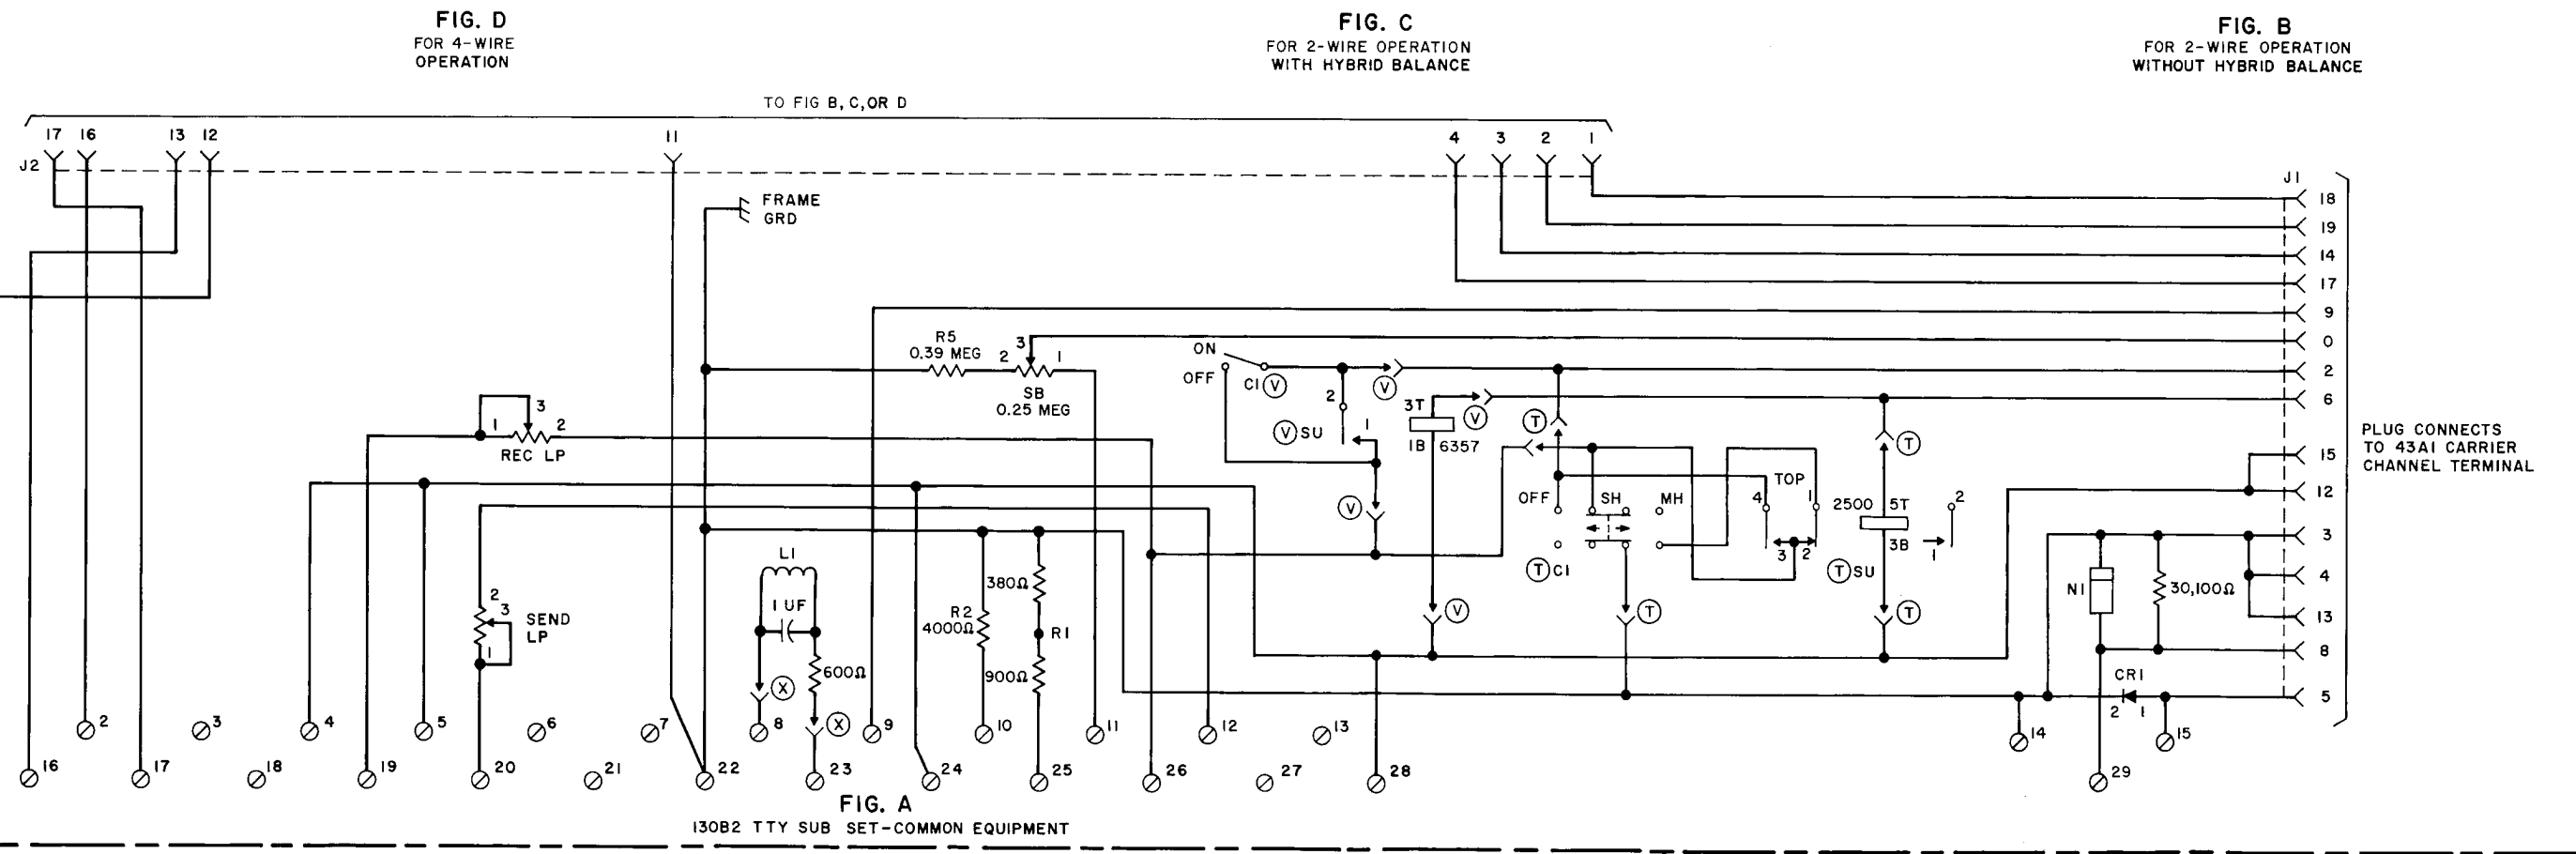 FIG. D
FOR 4-WIRE
OPERATION
FIG. C
FOR 2-WIRE OPERATION
WITH HYBRID BALANCE
FIG. B
FOR 2-WIRE OPERATION
WITHOUT HYBRID BALANCE
TO FIG B, C, OR D
17 16 13 12 11 4 3 2 1
J2
J1
FRAME
GRD
18
19
14
17
9
0
2
6
15
12
3
4
13
8
5
PLUG CONNECTS
TO 43A1 CARRIER
CHANNEL TERMINAL
R5
0.39 MEG
2 3 1
SB
0.25 MEG
ON
OFF
C1 V
V
2
V SU
1
V
3T
V
1B 6357
V
1 3 2
REC LP
T
OFF SH MH
T C1
T
TOP
4 1
3 2
T
2500 5T
3B
T SU
T
2
1
2
3
1
SEND
LP
L1
1 UF
600Ω
X
X
R2
4000Ω
380Ω
R1
900Ω
N1
30,100Ω
CR1
2 1
2 3 4 5 6 7 8 9 10 11 12 13 14 15
16 17 18 19 20 21 22 23 24 25 26 27 28 29
FIG. A
130B2 TTY SUB SET-COMMON EQUIPMENT